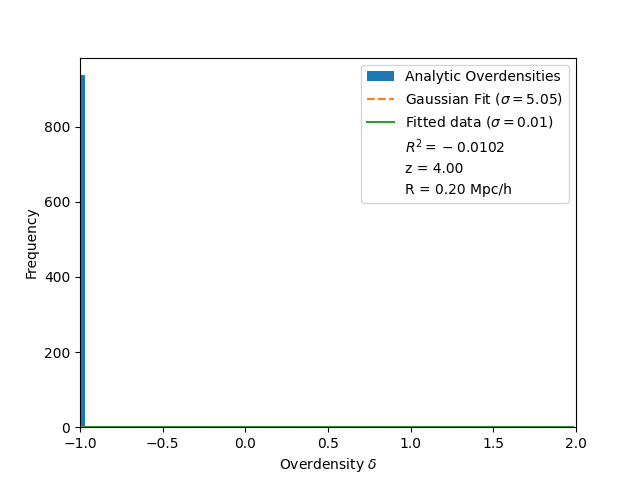 Analytic Overdensities
Gaussian Fit (σ = 5.05)
Fitted data (σ = 0.01)
R² = −0.0102
z = 4.00
R = 0.20 Mpc/h
800
600
400
200
0
Frequency
−1.0 −0.5 0.0 0.5 1.0 1.5 2.0
Overdensity δ